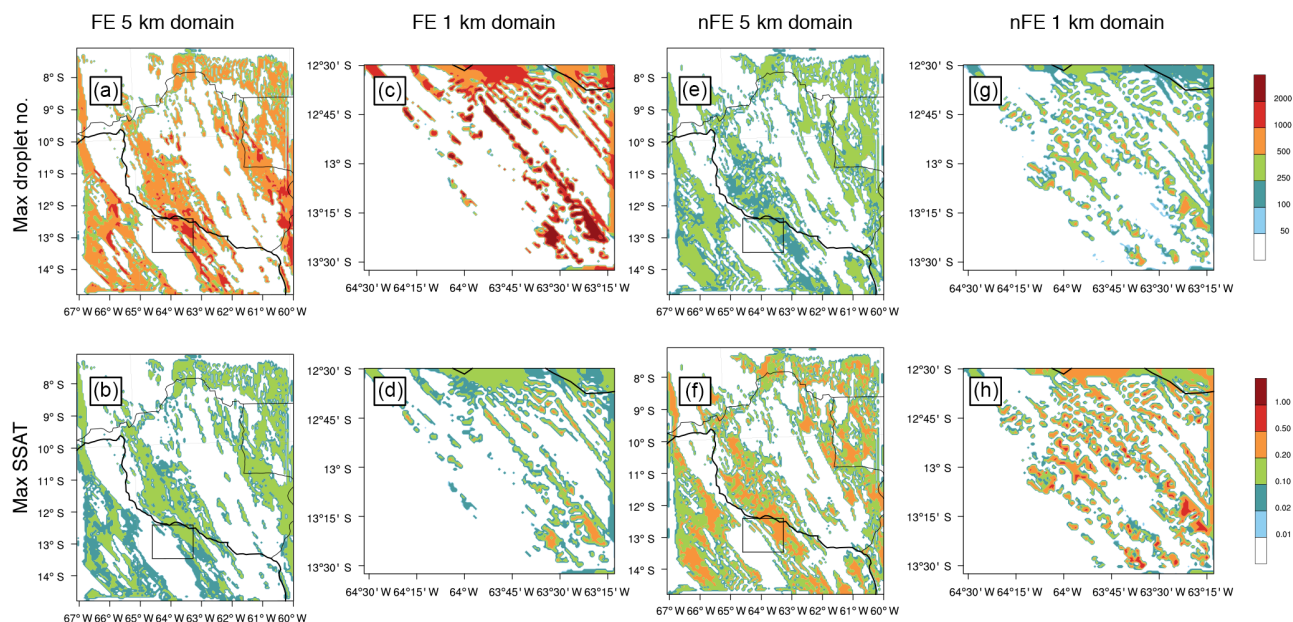 FE 5 km domain FE 1 km domain nFE 5 km domain nFE 1 km domain
Max droplet no.
(a)
8° S
9° S
10° S
11° S
12° S
13° S
14° S
67° W 66° W 65° W 64° W 63° W 62° W 61° W 60° W
(c)
12°30' S
12°45' S
13° S
13°15' S
13°30' S
64°30' W 64°15' W 64° W 63°45' W 63°30' W 63°15' W
(e)
8° S
9° S
10° S
11° S
12° S
13° S
14° S
67° W 66° W 65° W 64° W 63° W 62° W 61° W 60° W
(g)
12°30' S
12°45' S
13° S
13°15' S
13°30' S
64°30' W 64°15' W 64° W 63°45' W 63°30' W 63°15' W
2000
1000
500
250
100
50
Max SSAT
(b)
8° S
9° S
10° S
11° S
12° S
13° S
14° S
67° W 66° W 65° W 64° W 63° W 62° W 61° W 60° W
(d)
12°30' S
12°45' S
13° S
13°15' S
13°30' S
64°30' W 64°15' W 64° W 63°45' W 63°30' W 63°15' W
(f)
8° S
9° S
10° S
11° S
12° S
13° S
14° S
67° W 66° W 65° W 64° W 63° W 62° W 61° W 60° W
(h)
12°30' S
12°45' S
13° S
13°15' S
13°30' S
64°30' W 64°15' W 64° W 63°45' W 63°30' W 63°15' W
1.00
0.50
0.20
0.10
0.02
0.01